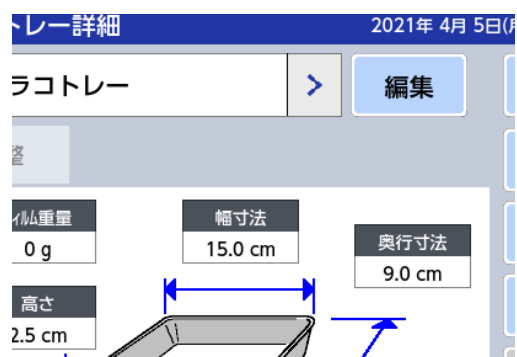 トレー詳細 2021年 4月 5日(月
ラコトレー > 編集
整
ィルム重量 幅寸法
0 g 15.0 cm 奥行寸法
9.0 cm
高さ
2.5 cm